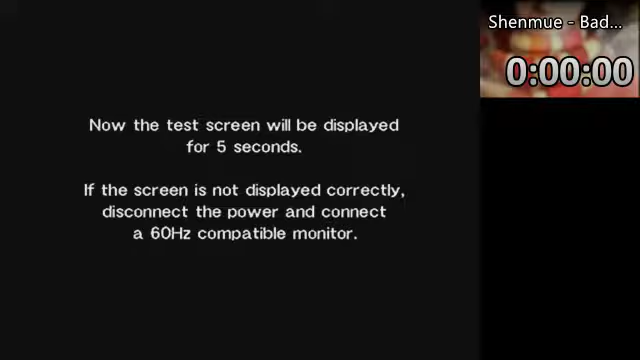 Shenmue - Bad...
0:00:00
Now the test screen will be displayed
for 5 seconds.
If the screen is not displayed correctly,
disconnect the power and connect
a 60Hz compatible monitor.